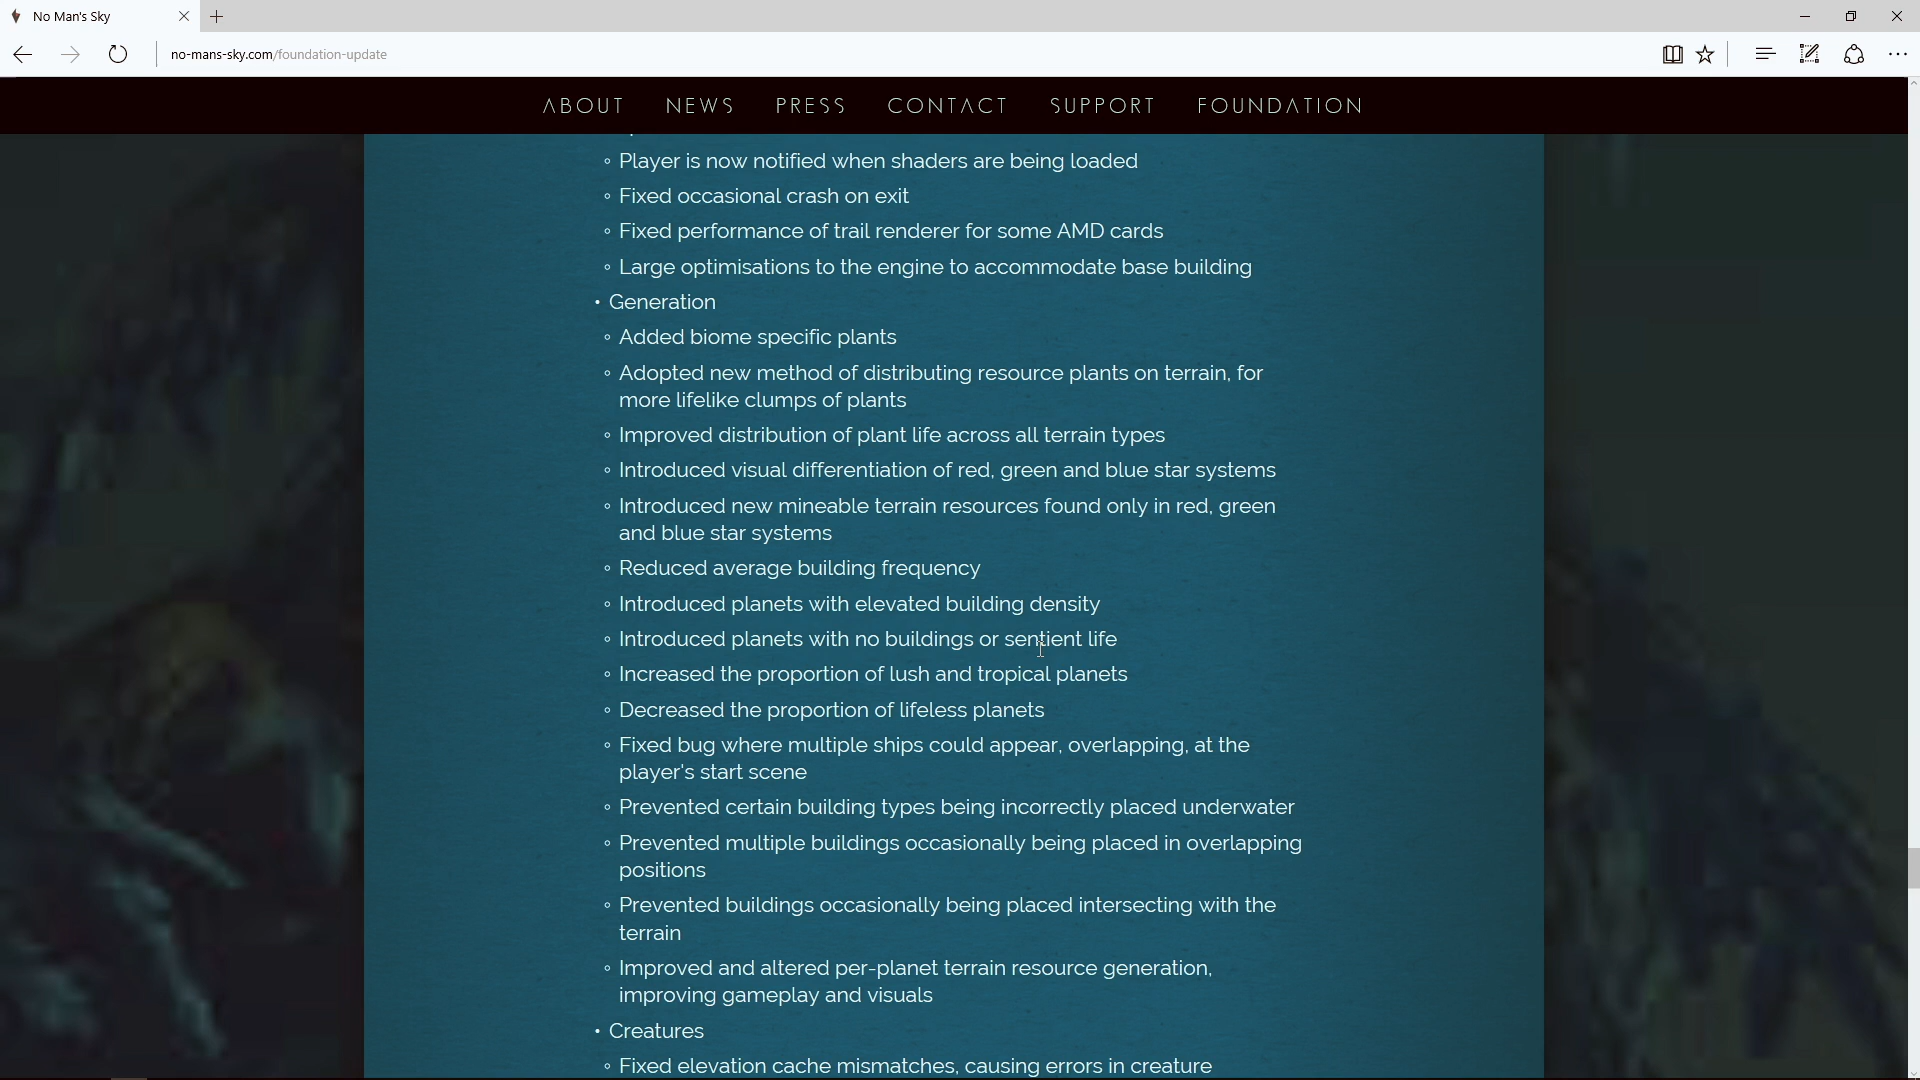 No Man's Sky
no-mans-sky.com/foundation-update
ABOUT NEWS PRESS CONTACT SUPPORT FOUNDATION
◦ Player is now notified when shaders are being loaded
◦ Fixed occasional crash on exit
◦ Fixed performance of trail renderer for some AMD cards
◦ Large optimisations to the engine to accommodate base building
• Generation
◦ Added biome specific plants
◦ Adopted new method of distributing resource plants on terrain, for
more lifelike clumps of plants
◦ Improved distribution of plant life across all terrain types
◦ Introduced visual differentiation of red, green and blue star systems
◦ Introduced new mineable terrain resources found only in red, green
and blue star systems
◦ Reduced average building frequency
◦ Introduced planets with elevated building density
◦ Introduced planets with no buildings or sentient life
◦ Increased the proportion of lush and tropical planets
◦ Decreased the proportion of lifeless planets
◦ Fixed bug where multiple ships could appear, overlapping, at the
player's start scene
◦ Prevented certain building types being incorrectly placed underwater
◦ Prevented multiple buildings occasionally being placed in overlapping
positions
◦ Prevented buildings occasionally being placed intersecting with the
terrain
◦ Improved and altered per-planet terrain resource generation,
improving gameplay and visuals
• Creatures
◦ Fixed elevation cache mismatches, causing errors in creature